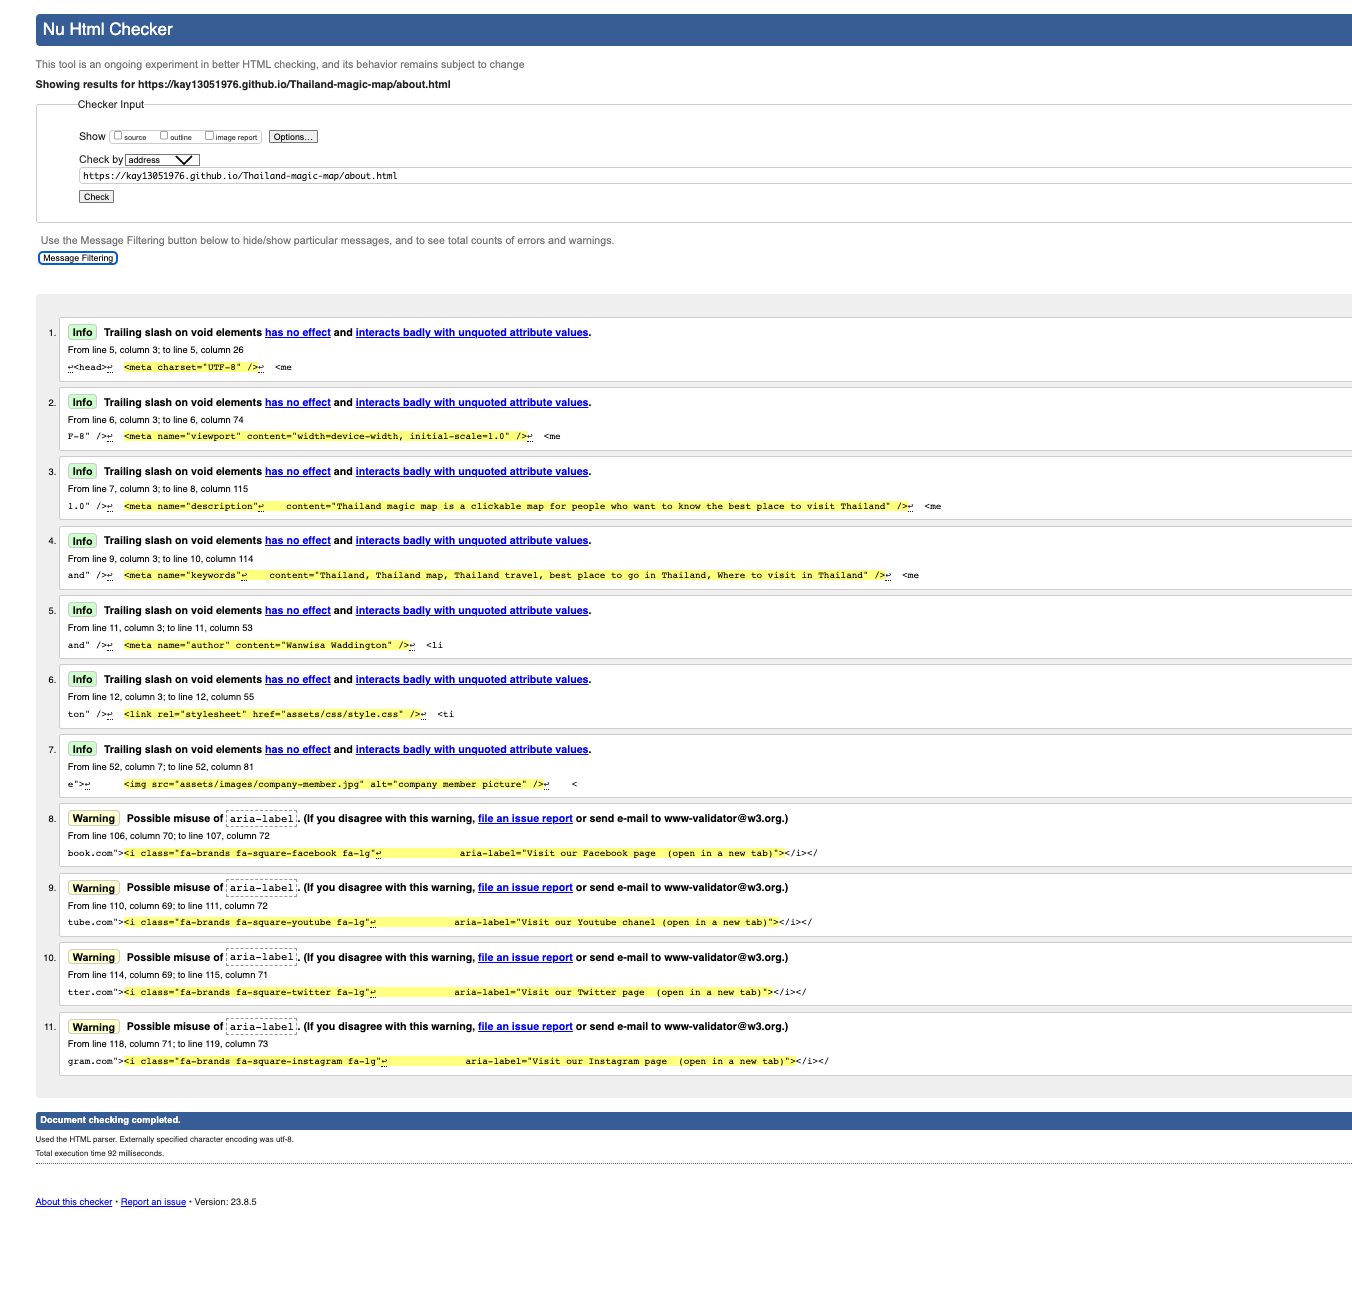 Nu Html Checker
This tool is an ongoing experiment in better HTML checking, and its behavior remains subject to change
Showing results for https://kay13051976.github.io/Thailand-magic-map/about.html
Checker Input
Show source outline image report Options...
Check by address
https://kay13051976.github.io/Thailand-magic-map/about.html
Check
Use the Message Filtering button below to hide/show particular messages, and to see total counts of errors and warnings.
Message Filtering
1. Info Trailing slash on void elements has no effect and interacts badly with unquoted attribute values.
From line 5, column 3; to line 5, column 26
↩<head>↩ <meta charset="UTF-8" />↩ <me
2. Info Trailing slash on void elements has no effect and interacts badly with unquoted attribute values.
From line 6, column 3; to line 6, column 74
F-8" />↩ <meta name="viewport" content="width=device-width, initial-scale=1.0" />↩ <me
3. Info Trailing slash on void elements has no effect and interacts badly with unquoted attribute values.
From line 7, column 3; to line 8, column 115
1.0" />↩ <meta name="description"↩ content="Thailand magic map is a clickable map for people who want to know the best place to visit Thailand" />↩ <me
4. Info Trailing slash on void elements has no effect and interacts badly with unquoted attribute values.
From line 9, column 3; to line 10, column 114
and" />↩ <meta name="keywords"↩ content="Thailand, Thailand map, Thailand travel, best place to go in Thailand, Where to visit in Thailand" />↩ <me
5. Info Trailing slash on void elements has no effect and interacts badly with unquoted attribute values.
From line 11, column 3; to line 11, column 53
and" />↩ <meta name="author" content="Wanwisa Waddington" />↩ <li
6. Info Trailing slash on void elements has no effect and interacts badly with unquoted attribute values.
From line 12, column 3; to line 12, column 55
ton" />↩ <link rel="stylesheet" href="assets/css/style.css" />↩ <ti
7. Info Trailing slash on void elements has no effect and interacts badly with unquoted attribute values.
From line 52, column 7; to line 52, column 81
e">↩ <img src="assets/images/company-member.jpg" alt="company member picture" />↩ <
8. Warning Possible misuse of aria-label. (If you disagree with this warning, file an issue report or send e-mail to www-validator@w3.org.)
From line 106, column 70; to line 107, column 72
book.com"><i class="fa-brands fa-square-facebook fa-lg"↩ aria-label="Visit our Facebook page (open in a new tab)"></i></
9. Warning Possible misuse of aria-label. (If you disagree with this warning, file an issue report or send e-mail to www-validator@w3.org.)
From line 110, column 69; to line 111, column 72
tube.com"><i class="fa-brands fa-square-youtube fa-lg"↩ aria-label="Visit our Youtube chanel (open in a new tab)"></i></
10. Warning Possible misuse of aria-label. (If you disagree with this warning, file an issue report or send e-mail to www-validator@w3.org.)
From line 114, column 69; to line 115, column 71
tter.com"><i class="fa-brands fa-square-twitter fa-lg"↩ aria-label="Visit our Twitter page (open in a new tab)"></i></
11. Warning Possible misuse of aria-label. (If you disagree with this warning, file an issue report or send e-mail to www-validator@w3.org.)
From line 118, column 71; to line 119, column 73
gram.com"><i class="fa-brands fa-square-instagram fa-lg"↩ aria-label="Visit our Instagram page (open in a new tab)"></i></
Document checking completed.
Used the HTML parser. Externally specified character encoding was utf-8.
Total execution time 92 milliseconds.
About this checker • Report an issue • Version: 23.8.5